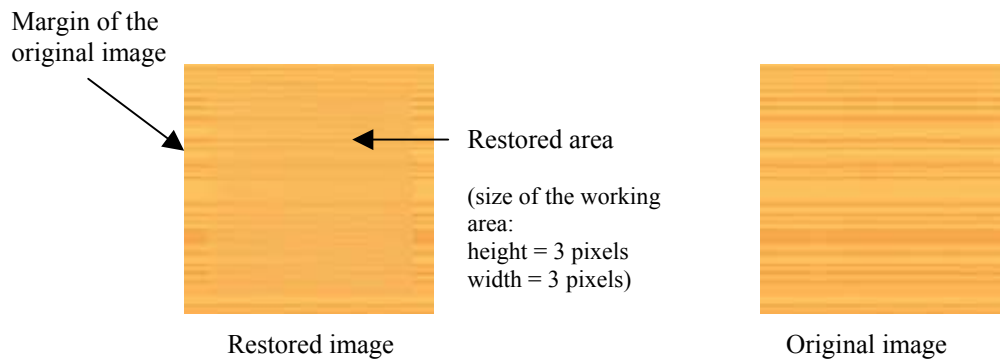 Margin of the
original image
Restored area
(size of the working
area:
height = 3 pixels
width = 3 pixels)
Restored image
Original image